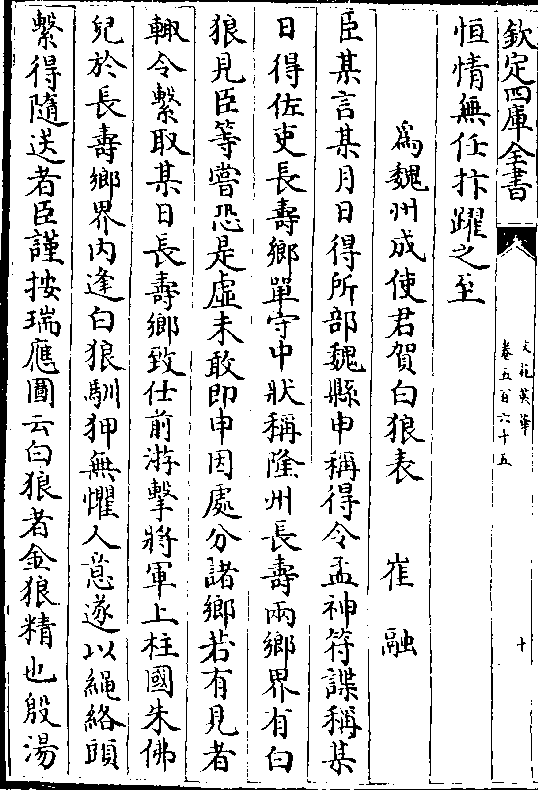 欽定四庫全書
文苑英華
卷五百六十五
十
恒情無任抃躍之至
為魏州成使君賀白狼表 崔融
臣某言某月日得所部魏縣申稱得令孟神符諜稱某
日得佐吏長壽鄉單守中狀稱隆州長壽兩鄉界有白
狼見臣等嘗恐是虛未敢即申因處分諸鄉若有見者
輙令繫取某日長壽鄉致仕前游擊將軍上柱國朱佛
兒於長壽鄉界内逢白狼馴狎無懼人意遂以繩絡頭
繫得隨送者臣謹按瑞應圖云白狼者金狼精也殷湯